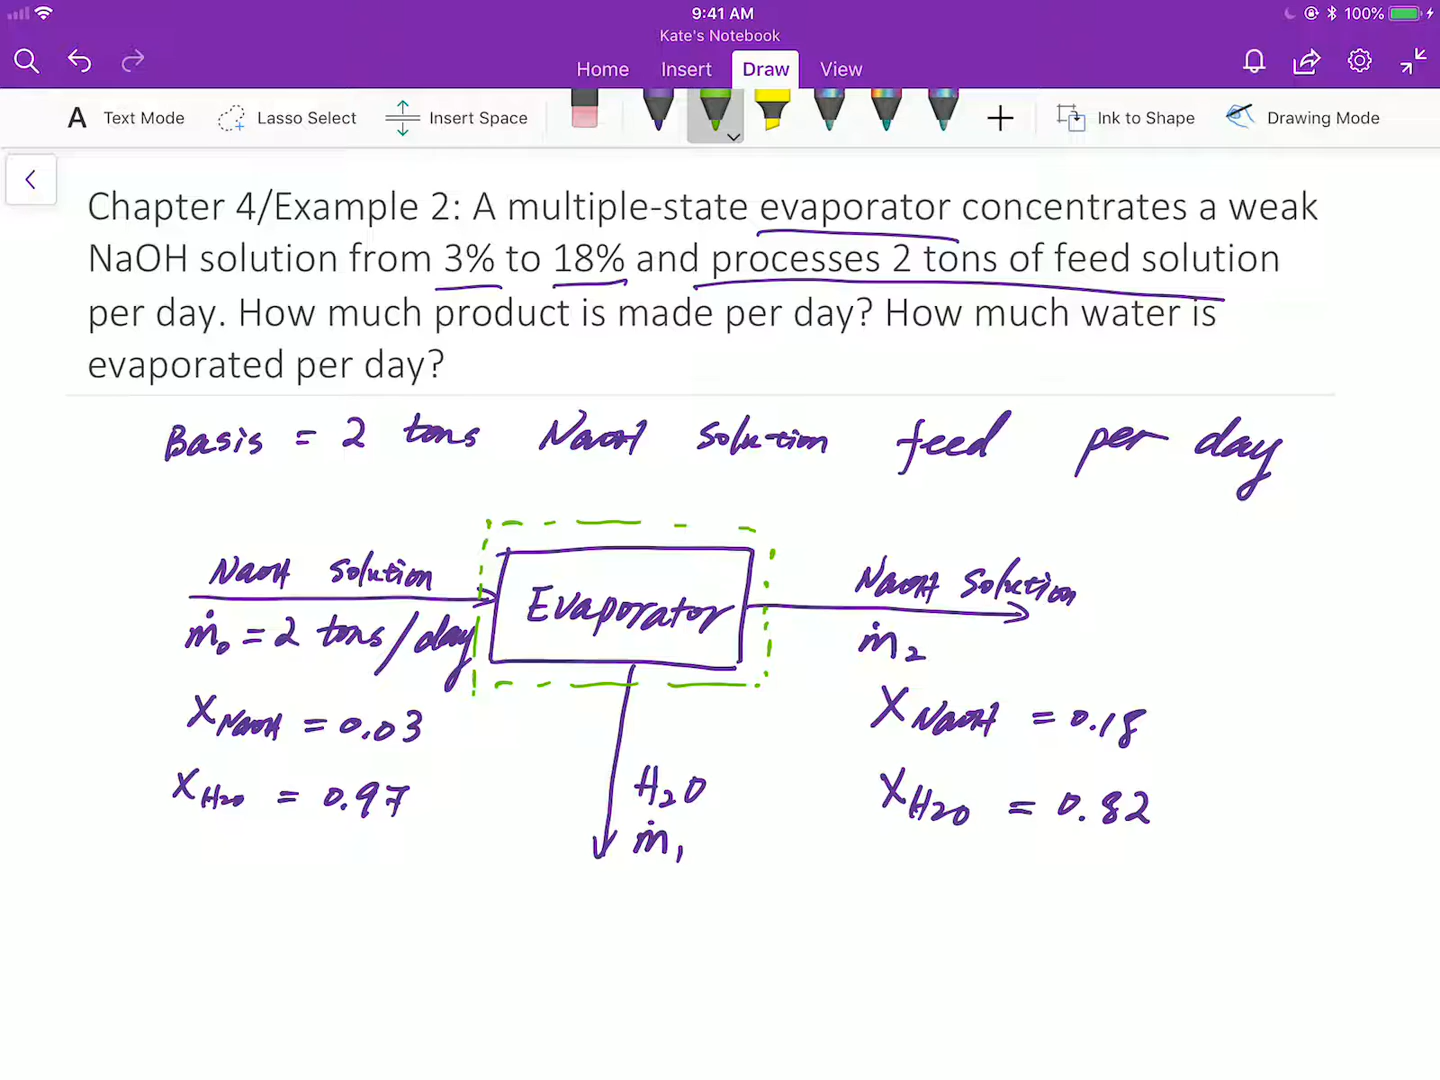 9:41 AM
100%
Kate's Notebook
Home Insert Draw View
A Text Mode Lasso Select Insert Space Ink to Shape Drawing Mode
Chapter 4/Example 2: A multiple-state evaporator concentrates a weak
NaOH solution from 3% to 18% and processes 2 tons of feed solution
per day. How much product is made per day? How much water is
evaporated per day?
Basis = 2 tons NaOH solution feed per day
NaOH solution
ṁ₀ = 2 tons/day
X NaOH = 0.03
X H2O = 0.97
Evaporator
H₂O
ṁ₁
NaOH Solution
ṁ₂
X NaOH = 0.18
X H2O = 0.82